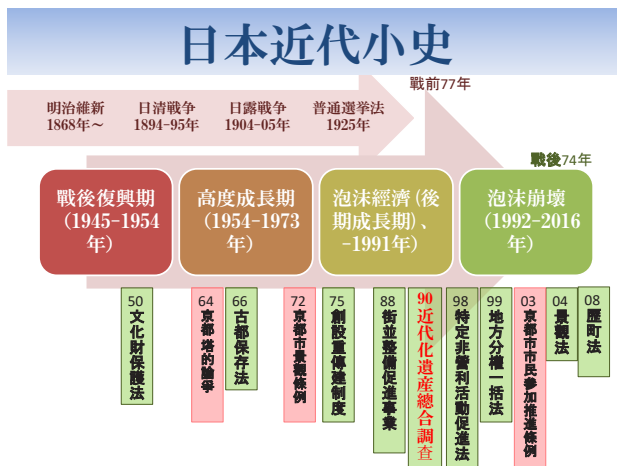 日本近代小史
戰前77年
明治維新
1868年～
日清戰争
1894-95年
日露戰争
1904-05年
普通選挙法
1925年
戰後74年
戰後復興期
（1945-1954
年）
高度成長期
（1954-1973
年）
泡沫經濟（後
期成長期）、
-1991年）
泡沫崩壞
（1992-2016
年）
50
文化財保護法
64
京都 塔的論爭
66
古都保存法
72
京都市景觀條例
75
創設重傳建制度
88
街並整備促進事業
90
近代化遺産總合調査
98
特定非營利活動促進法
99
地方分權一括法
03
京都市市民參加推進條例
04
景觀法
08
歷町法